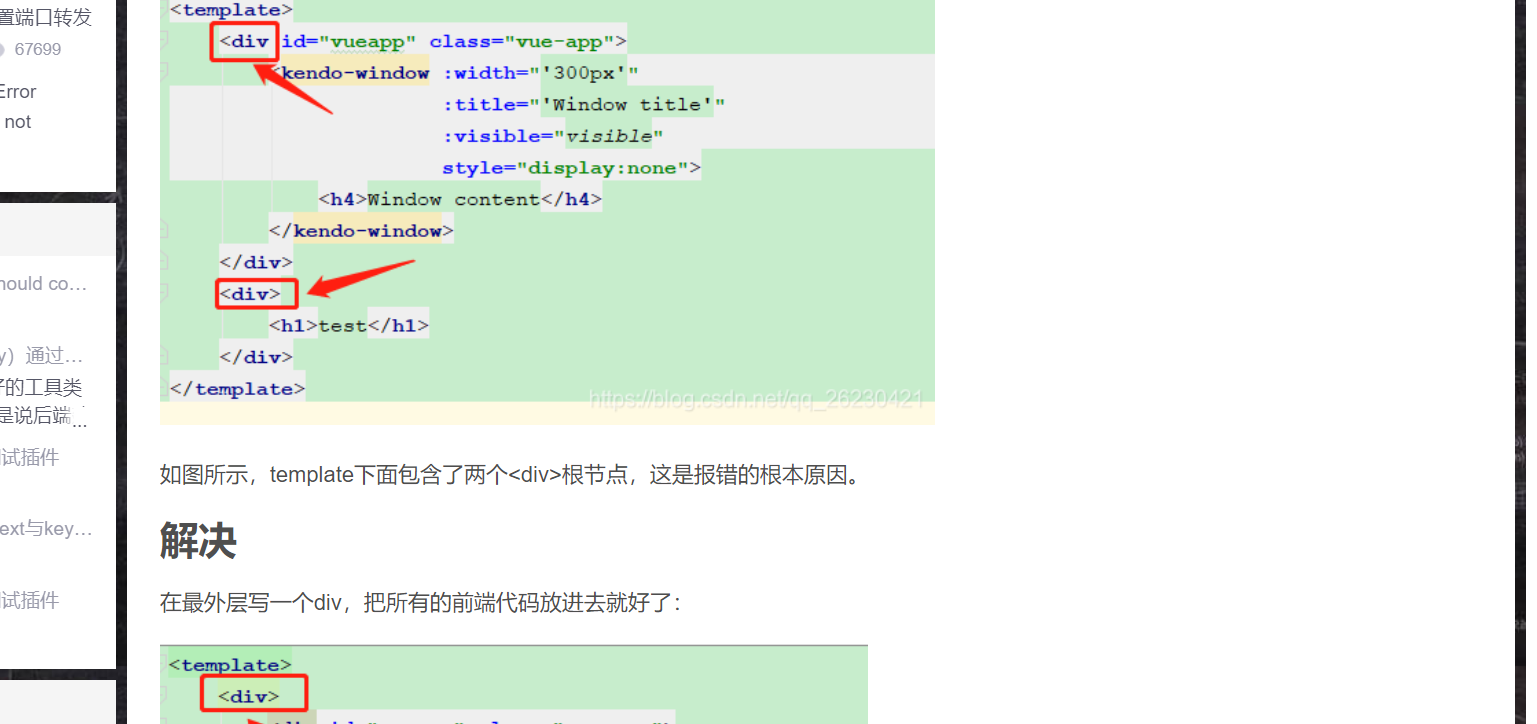 置端口转发
67699
Error
not
hould co…
y）通过…
的工具类
是说后端
…
试插件
ext与key…
试插件
<template>
<div id="vueapp" class="vue-app">
<kendo-window :width="'300px'"
:title="'Window title'"
:visible="visible"
style="display:none">
<h4>Window content</h4>
</kendo-window>
</div>
<div>
<h1>test</h1>
</div>
</template>
https://blog.csdn.net/qq_26230421
如图所示，template下面包含了两个<div>根节点，这是报错的根本原因。
解决
在最外层写一个div，把所有的前端代码放进去就好了：
<template>
<div>